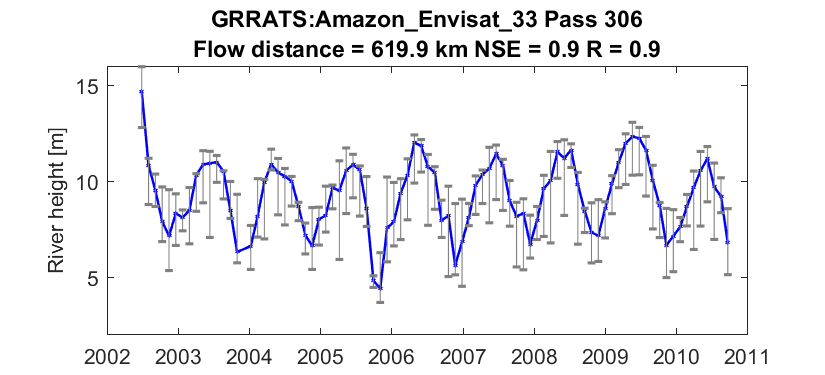 GRRATS:Amazon_Envisat_33 Pass 306
Flow distance = 619.9 km NSE = 0.9 R = 0.9
15
10
5
River height [m]
2002 2003 2004 2005 2006 2007 2008 2009 2010 2011